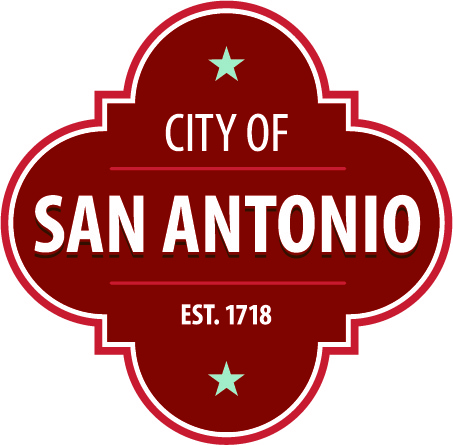 CITY OF
SAN ANTONIO
EST. 1718